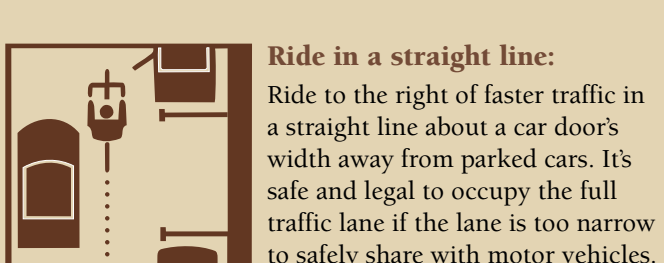 Ride in a straight line:
Ride to the right of faster traffic in
a straight line about a car door's
width away from parked cars. It's
safe and legal to occupy the full
traffic lane if the lane is too narrow
to safely share with motor vehicles.